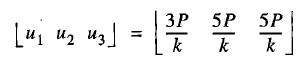 ⌊u₁ u₂ u₃⌋ = ⌊3P/k 5P/k 5P/k⌋